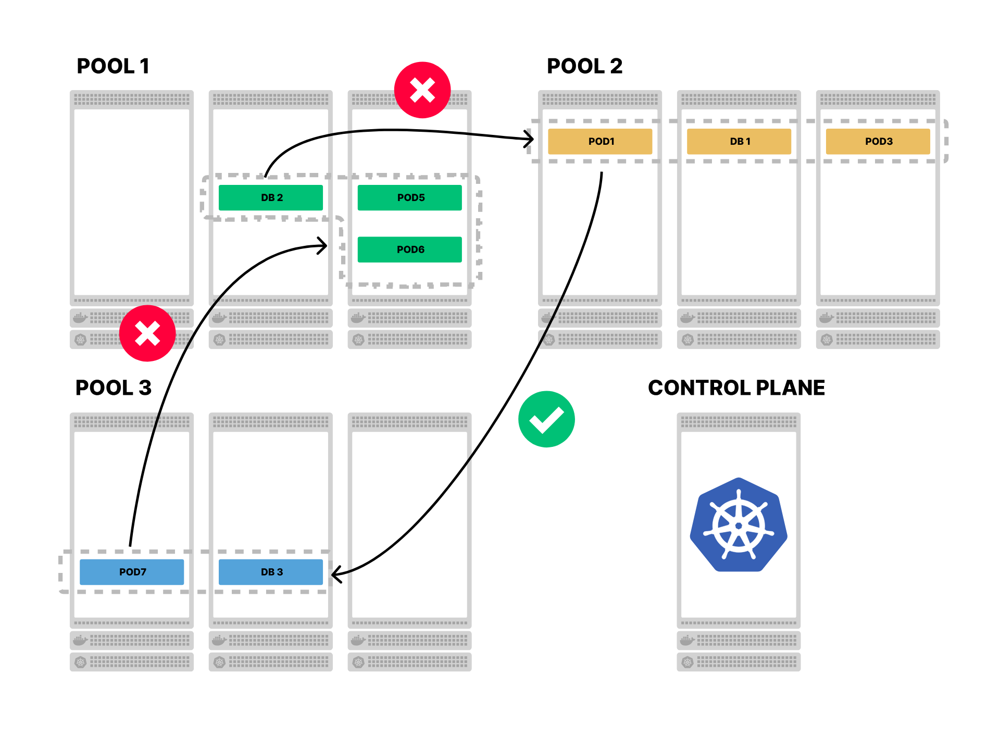 POOL 1
POOL 2
POD1
DB 1
POD3
DB 2
POD5
POD6
POOL 3
CONTROL PLANE
POD7
DB 3